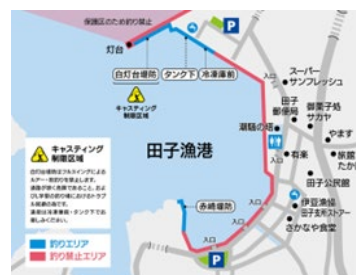 保護区のため釣り禁止
P
灯台
白灯台堤防
タンク下
冷凍庫前
キャスティング
制限区域
入口
スーパー
サンフレッシュ
田子
郵便局
御菓子処
サカヤ
潮騒の塔
やます
入口
有楽
旅館
たか
田子公民館
キャスティング
制限区域
田子漁港
赤崎堤防
入口
伊豆漁協
田子支所ストアー
さかなや食堂
入口
入口
P
釣りエリア
釣り禁止エリア